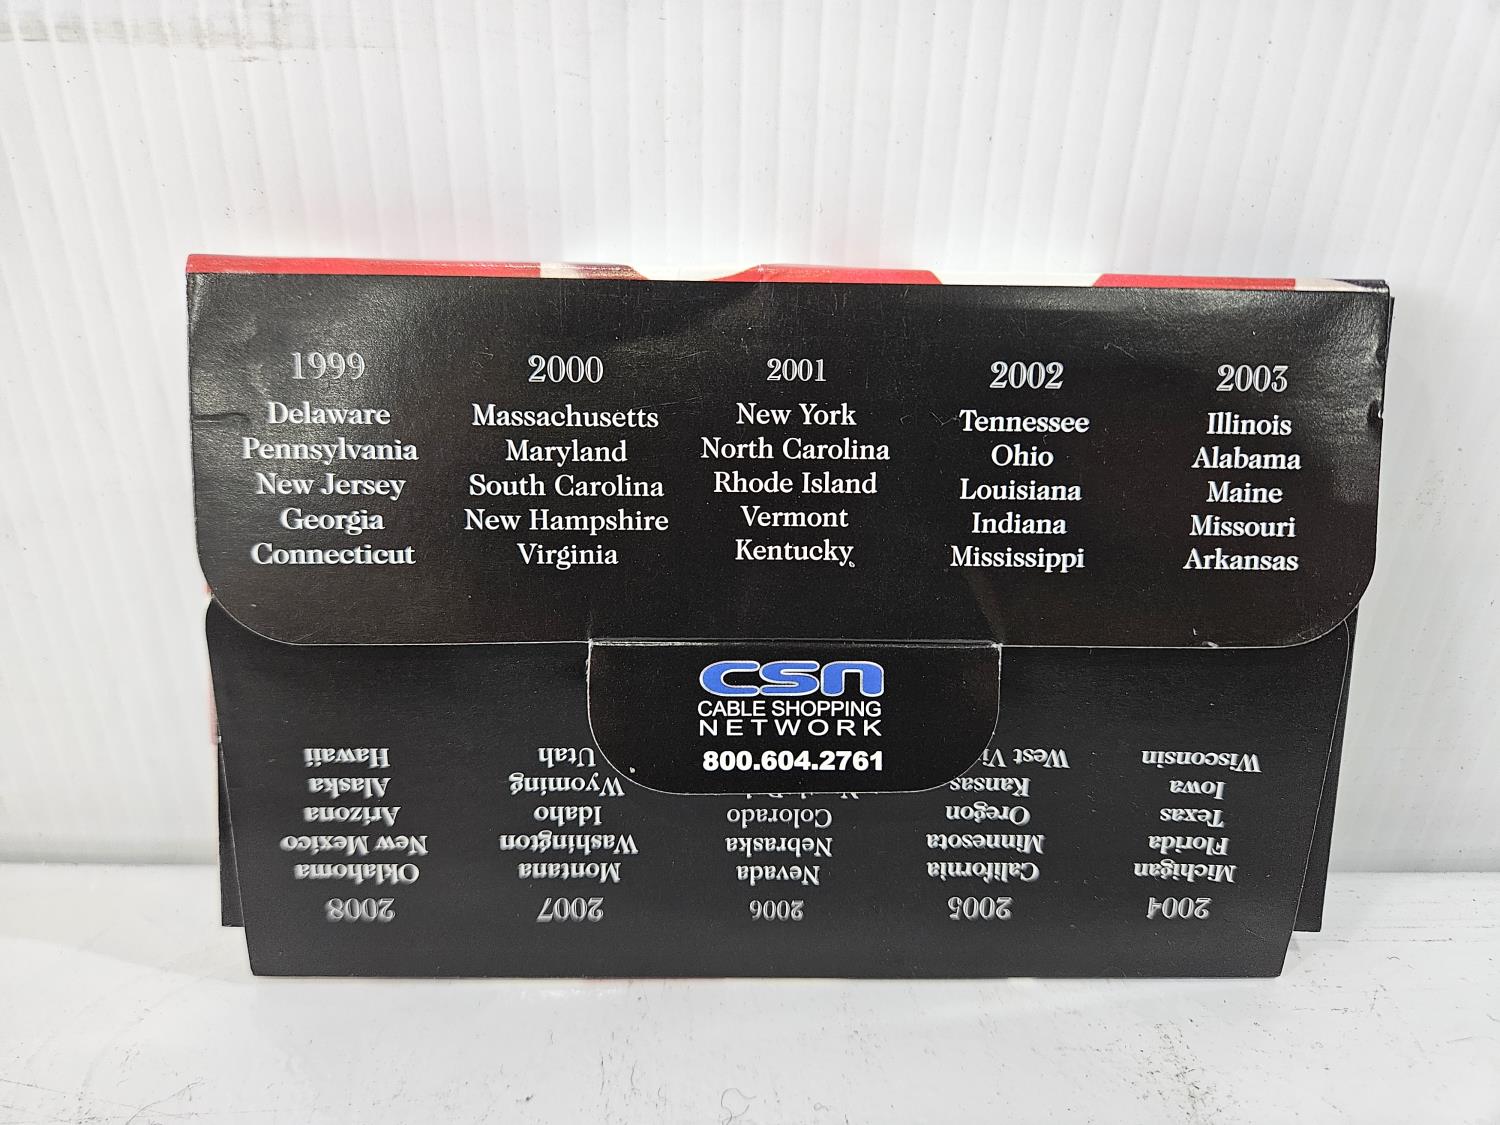 1999 2000 2001 2002 2003
Delaware Massachusetts New York Tennessee Illinois
Pennsylvania Maryland North Carolina Ohio Alabama
New Jersey South Carolina Rhode Island Louisiana Maine
Georgia New Hampshire Vermont Indiana Missouri
Connecticut Virginia Kentucky Mississippi Arkansas
CSN
CABLE SHOPPING
NETWORK
800.604.2761
2004 2005 2006 2007 2008
Michigan California Nevada Montana Oklahoma
Florida Minnesota Nebraska Washington New Mexico
Texas Oregon Colorado Idaho Arizona
Iowa Kansas Wyoming Alaska
Wisconsin West Vi Utah Hawaii